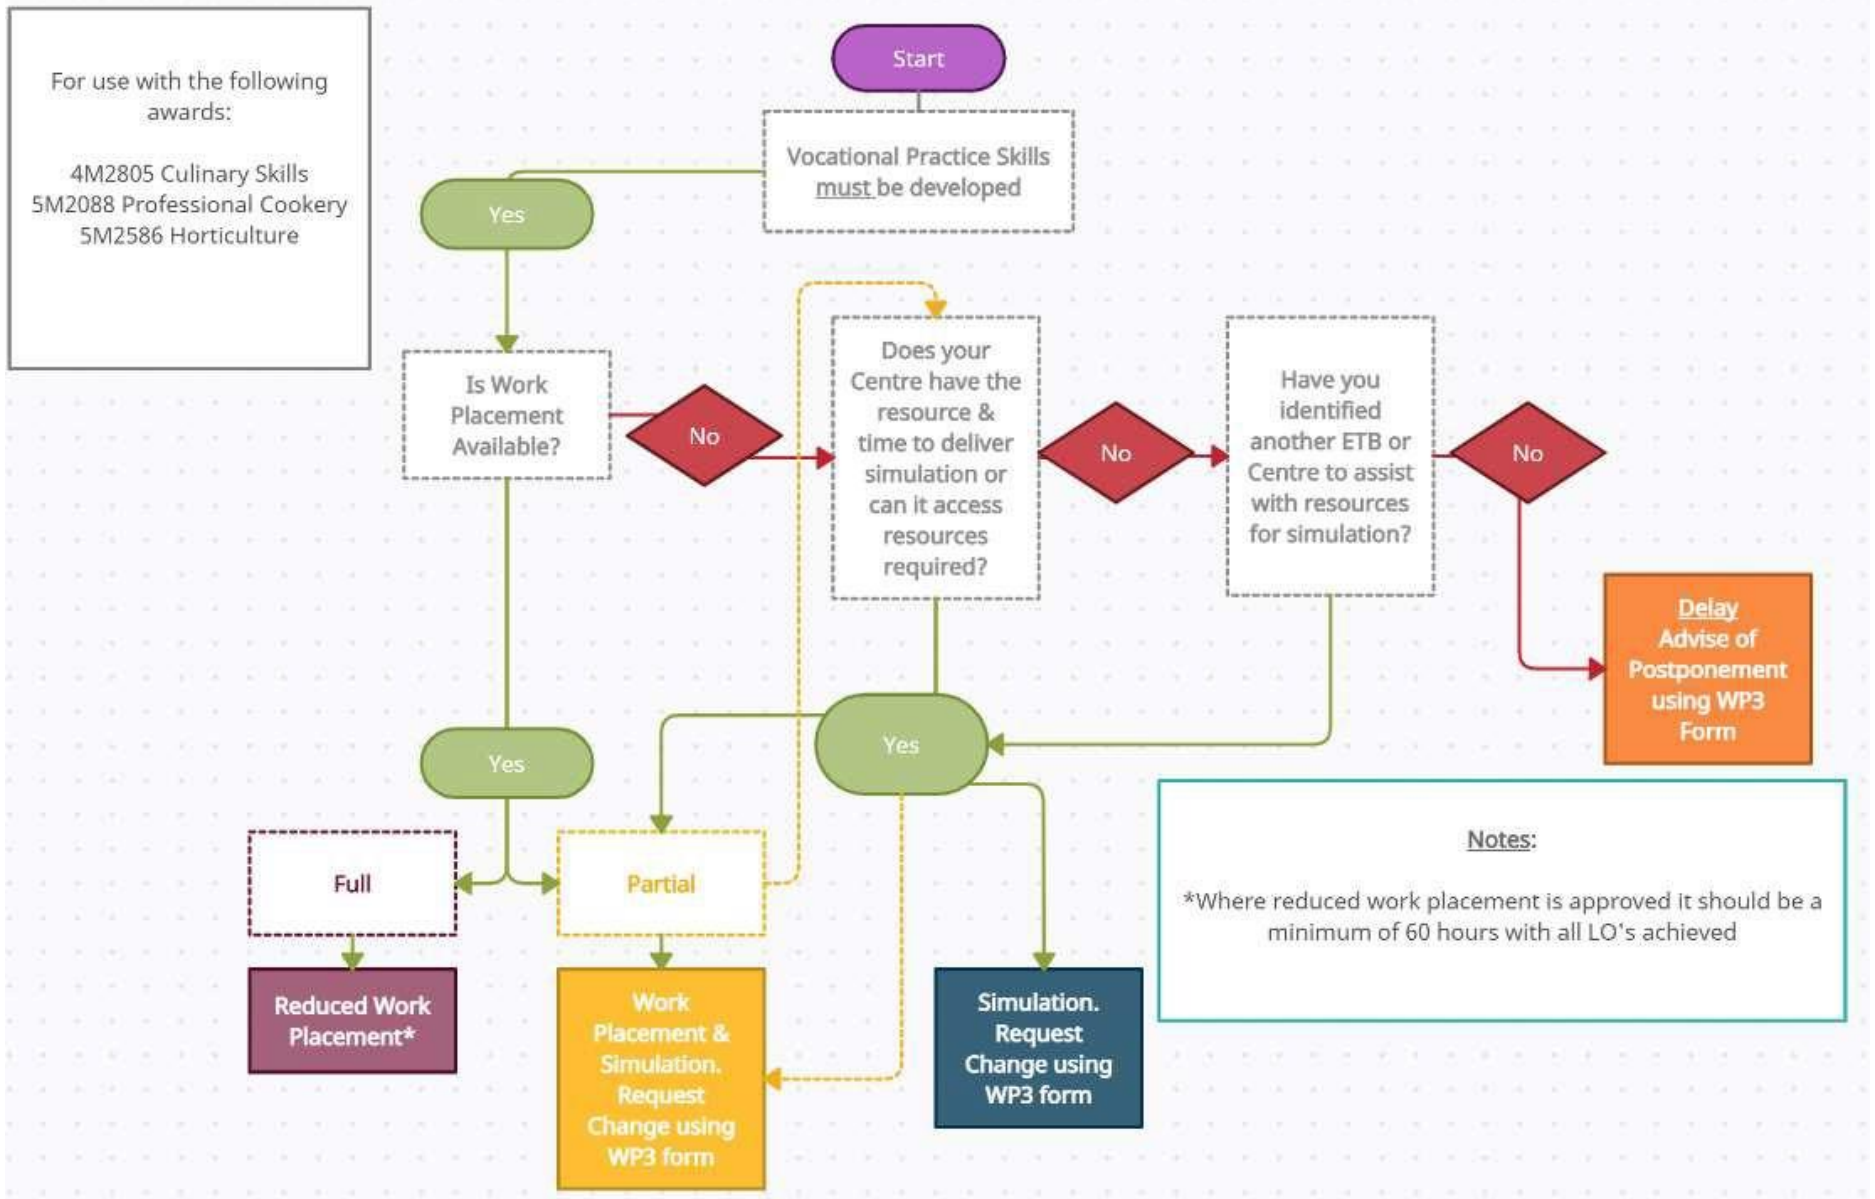 For use with the following
awards:
4M2805 Culinary Skills
5M2088 Professional Cookery
5M2586 Horticulture
Start
Vocational Practice Skills
must be developed
Yes
Is Work
Placement
Available?
No
Does your
Centre have the
resource &
time to deliver
simulation or
can it access
resources
required?
No
Have you
identified
another ETB or
Centre to assist
with resources
for simulation?
No
Delay
Advise of
Postponement
using WP3
Form
Yes
Yes
Full
Partial
Reduced Work
Placement*
Work
Placement &
Simulation.
Request
Change using
WP3 form
Simulation.
Request
Change using
WP3 form
Notes:
*Where reduced work placement is approved it should be a
minimum of 60 hours with all LO's achieved